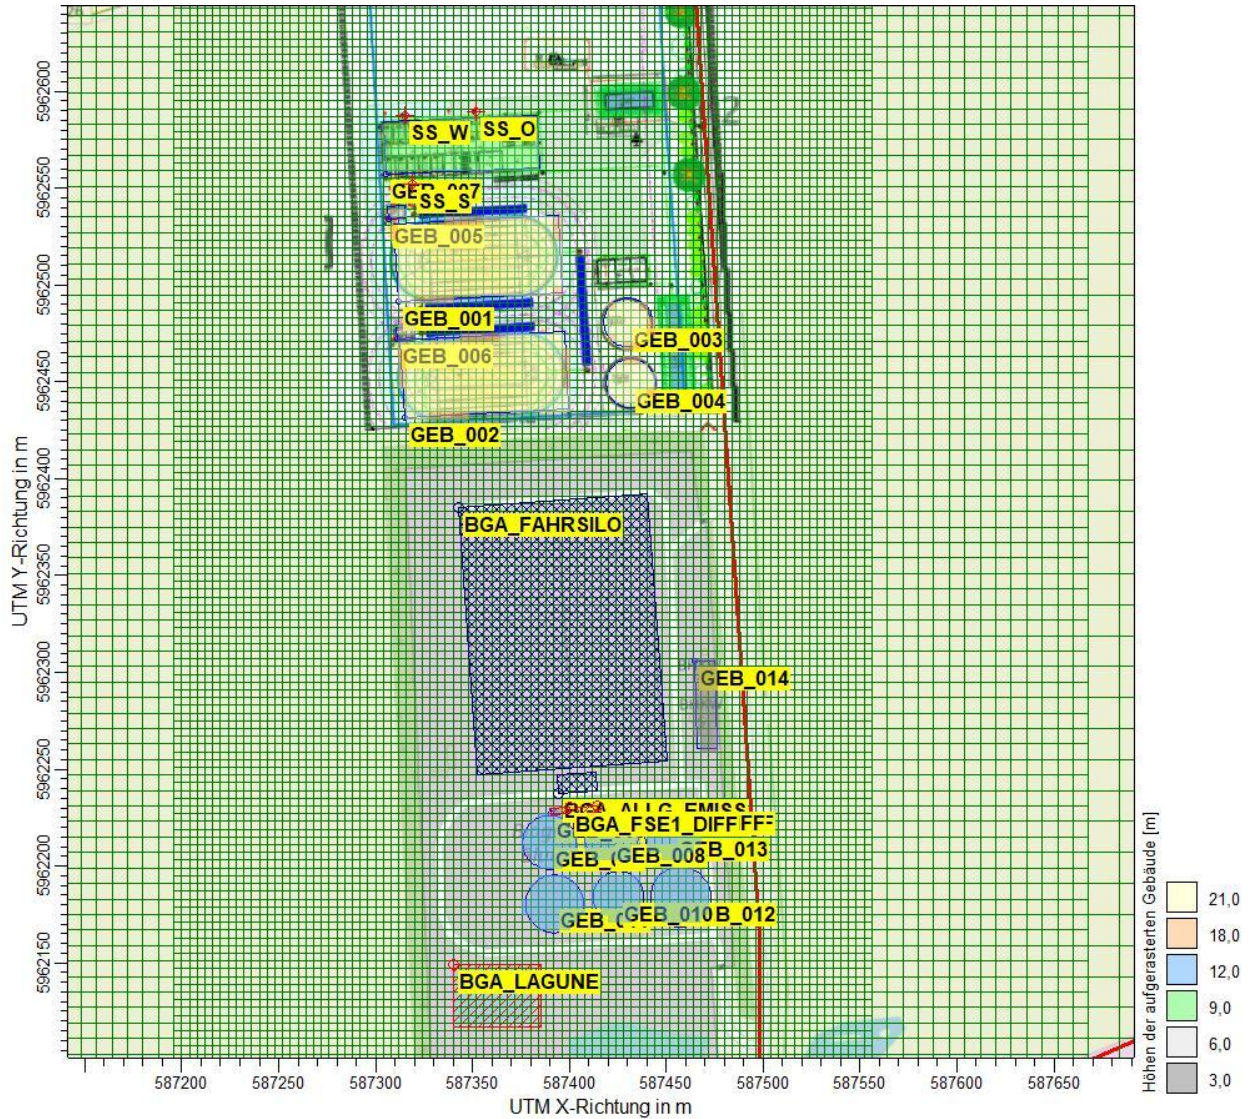 2
SS_W
SS_O
SS_S
GEB_005
GEB_001
GEB_003
GEB_006
GEB_004
GEB_002
BGA_FAHRSILO
GEB_014
BGA_ALLG_EMISS
BGA_FSE1_DIFF
GEB_008
GEB_010
BGA_LAGUNE
5962600
5962550
5962500
5962450
5962400
5962350
5962300
5962250
5962200
5962150
UTM Y-Richtung in m
587200
587250
587300
587350
587400
587450
587500
587550
587600
587650
UTM X-Richtung in m
Höhen der aufgerasterten Gebäude [m]
21,0
18,0
12,0
9,0
6,0
3,0